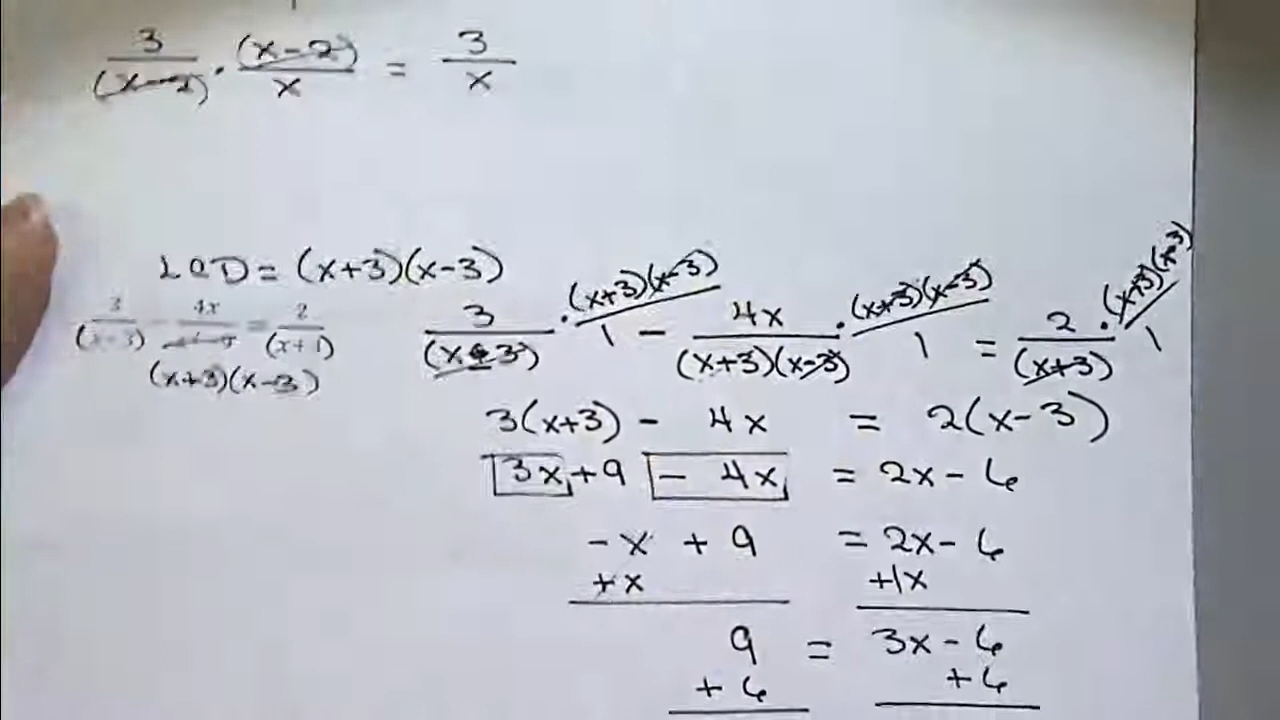 3/(x-2) · (x-2)/x = 3/x
LCD = (x+3)(x-3)
3/(x-3) - 4x/ = 2/(x+1)
(x+3)(x-3)
3/(x-3) · (x+3)(x-3)/1 - 4x/(x+3)(x-3) · (x+3)(x-3)/1 = 2/(x+3) · (x+3)(x-3)/1
3(x+3) - 4x = 2(x-3)
3x + 9 - 4x = 2x - 6
-x + 9 = 2x - 6
+x +1x
9 = 3x - 6
+6 +6